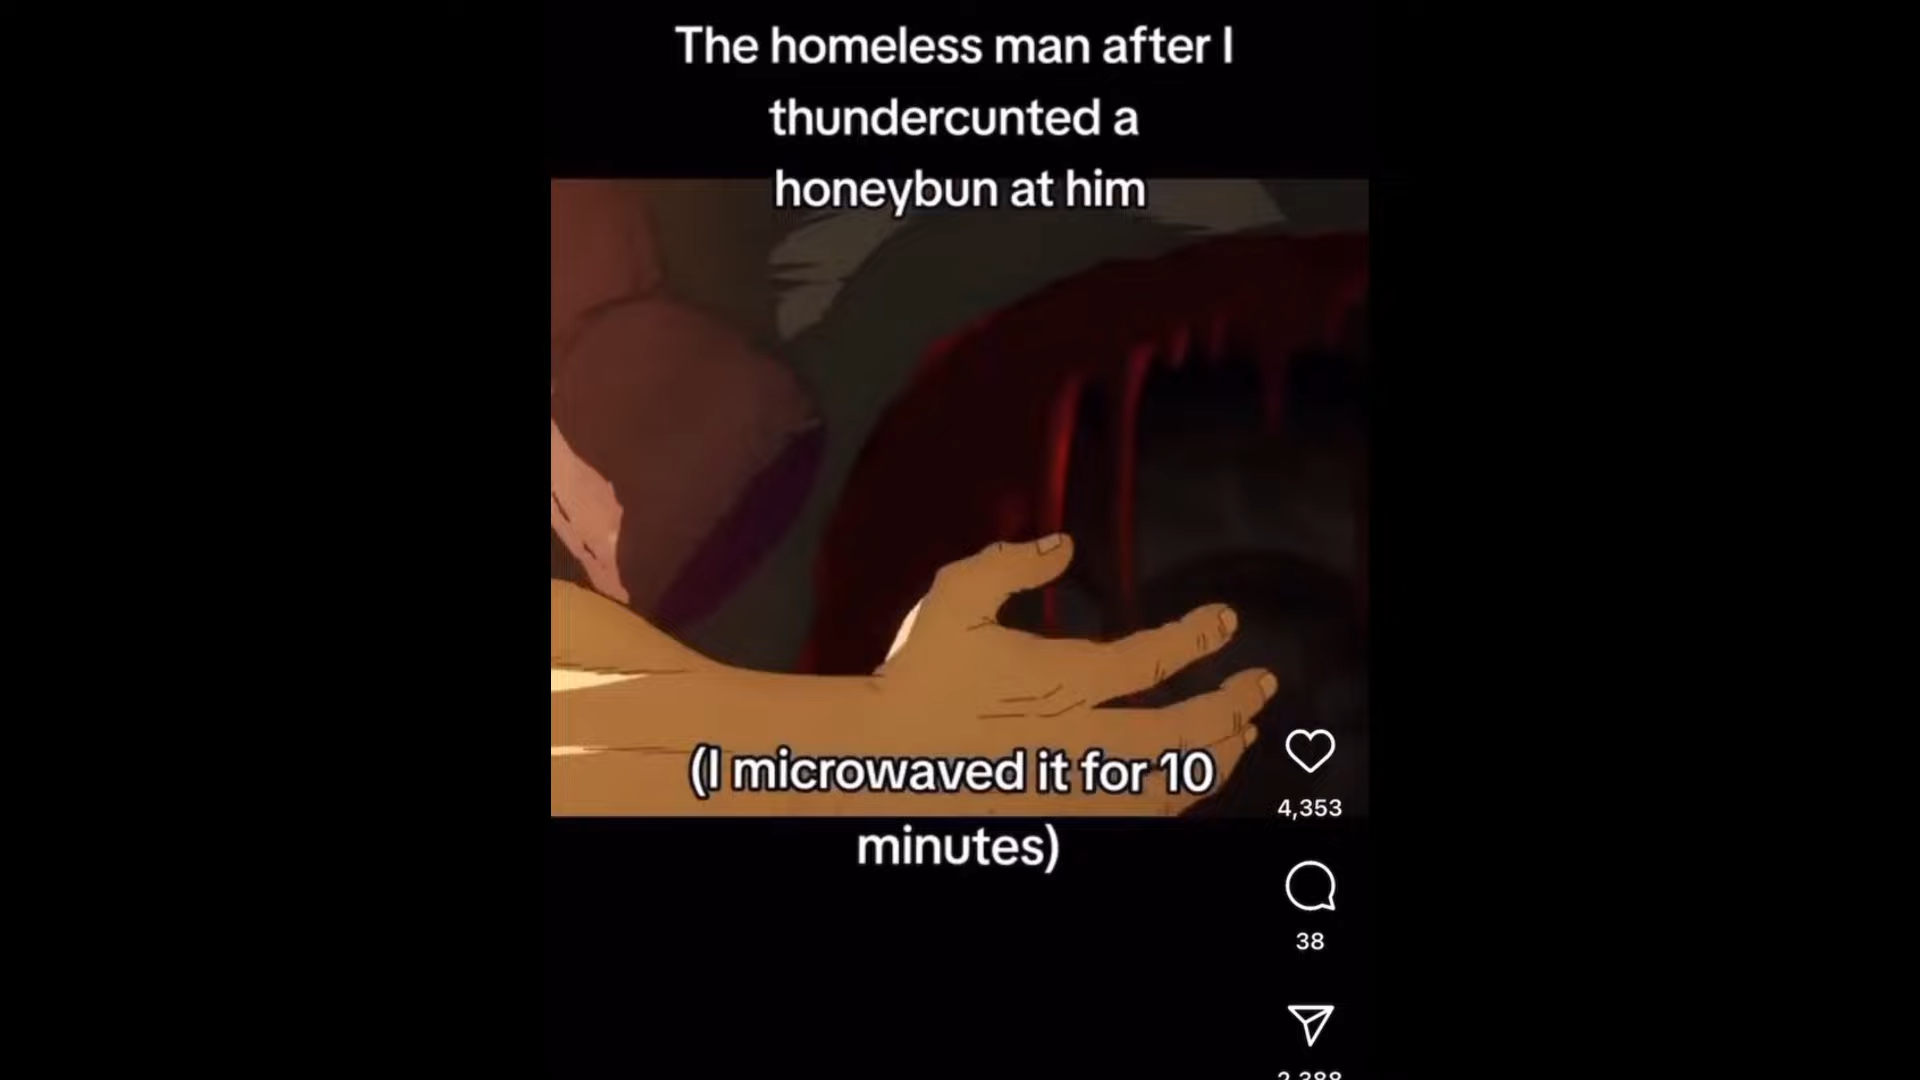 The homeless man after I
thundercunted a
honeybun at him
(I microwaved it for 10
minutes)
4,353
38